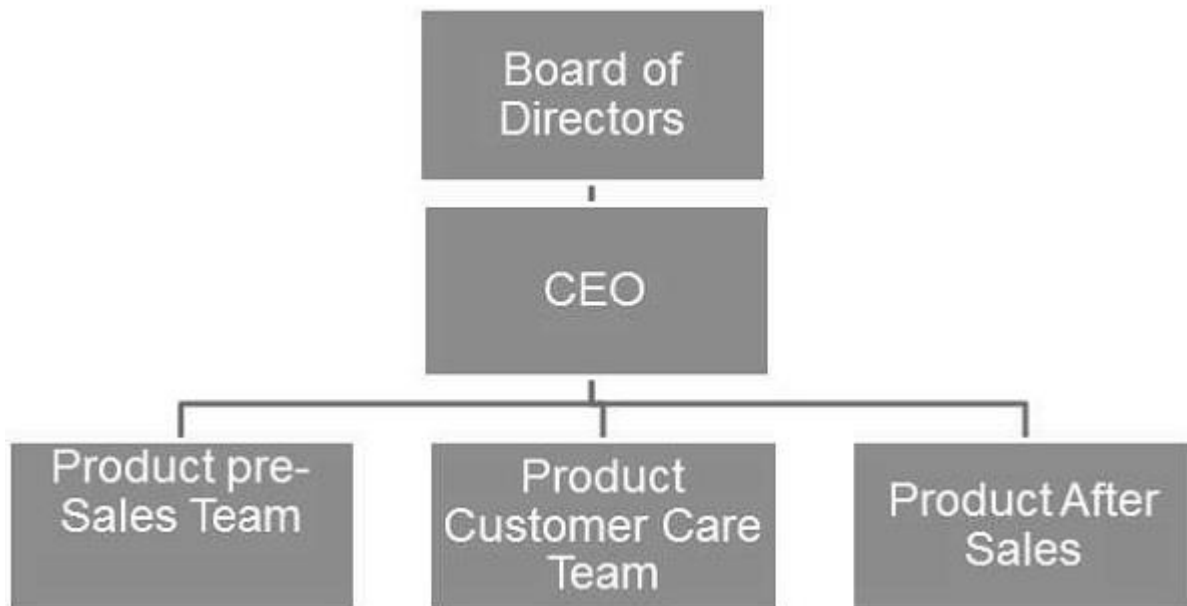 Board of
Directors
CEO
Product pre-
Sales Team
Product
Customer Care
Team
Product After
Sales